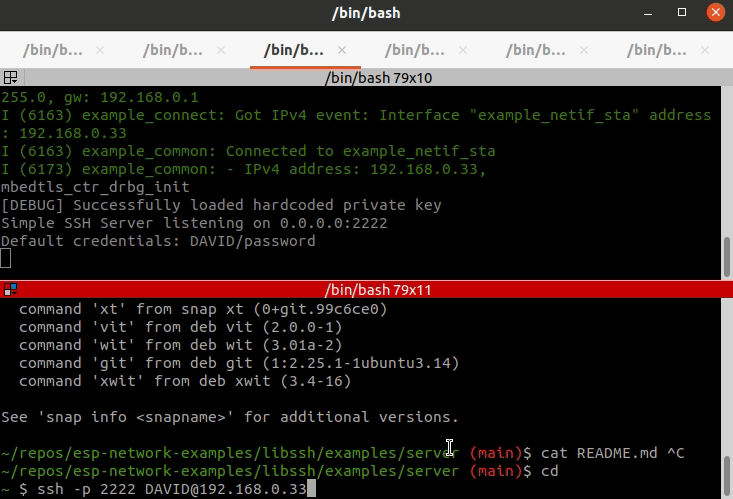 /bin/bash
/bin/b... × /bin/b... × /bin/b... × /bin/b... × /bin/b... × /bin/b... ×
/bin/bash 79x10
255.0, gw: 192.168.0.1
I (6163) example_connect: Got IPv4 event: Interface "example_netif_sta" address
: 192.168.0.33
I (6163) example_common: Connected to example_netif_sta
I (6173) example_common: - IPv4 address: 192.168.0.33,
mbedtls_ctr_drbg_init
[DEBUG] Successfully loaded hardcoded private key
Simple SSH Server listening on 0.0.0.0:2222
Default credentials: DAVID/password
/bin/bash 79x11
command 'xt' from snap xt (0+git.99c6ce0)
command 'vit' from deb vit (2.0.0-1)
command 'wit' from deb wit (3.01a-2)
command 'git' from deb git (1:2.25.1-1ubuntu3.14)
command 'xwit' from deb xwit (3.4-16)
See 'snap info <snapname>' for additional versions.
~/repos/esp-network-examples/libssh/examples/server (main)$ cat README.md ^C
~/repos/esp-network-examples/libssh/examples/server (main)$ cd
~ $ ssh -p 2222 DAVID@192.168.0.33